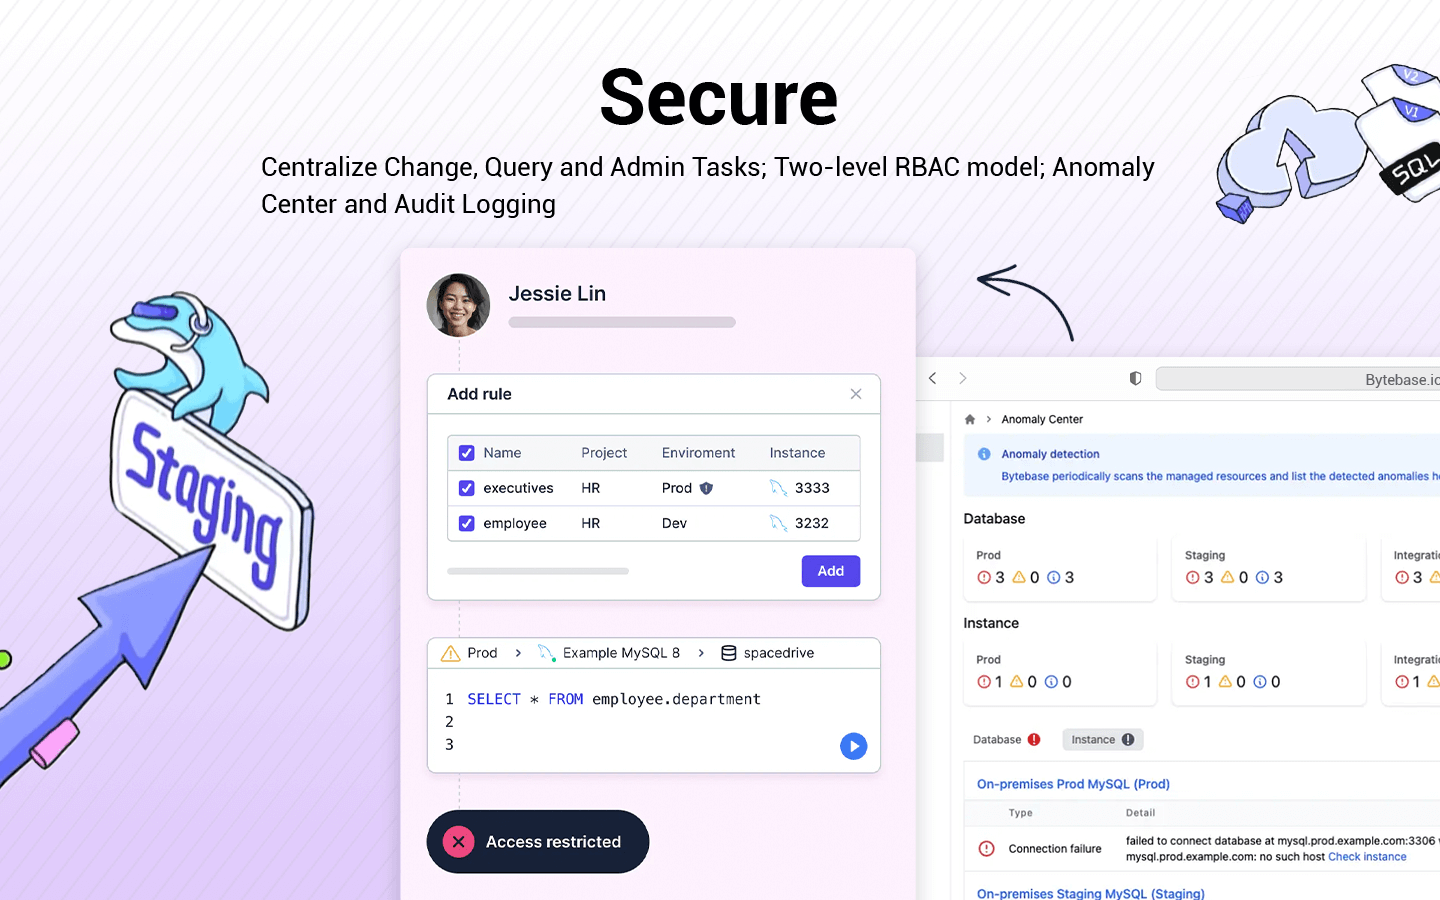 Secure
Centralize Change, Query and Admin Tasks; Two-level RBAC model; Anomaly
Center and Audit Logging
V2
V1
SQL
Staging
Jessie Lin
Add rule
Name Project Enviroment Instance
executives HR Prod 3333
employee HR Dev 3232
Add
Prod > Example MySQL 8 > spacedrive
1 SELECT * FROM employee.department
2
3
Access restricted
Bytebase.io
Anomaly Center
Anomaly detection
Bytebase periodically scans the managed resources and list the detected anomalies
Database
Prod
3 0 3
Staging
3 0 3
3
Instance
Prod
1 0 0
Staging
1 0 0
1
Database Instance
On-premises Prod MySQL (Prod)
Type Detail
Connection failure
failed to connect database at mysql.prod.example.com:3306
mysql.prod.example.com: no such host Check instance
On-premises Staging MySQL (Staging)